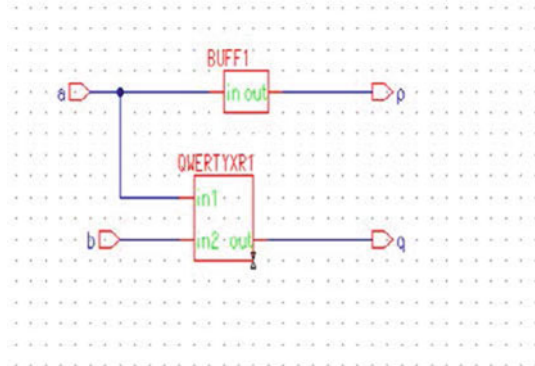 BUFF1
a
in out
p
QWERTYXR1
in1
b
in2 out
q